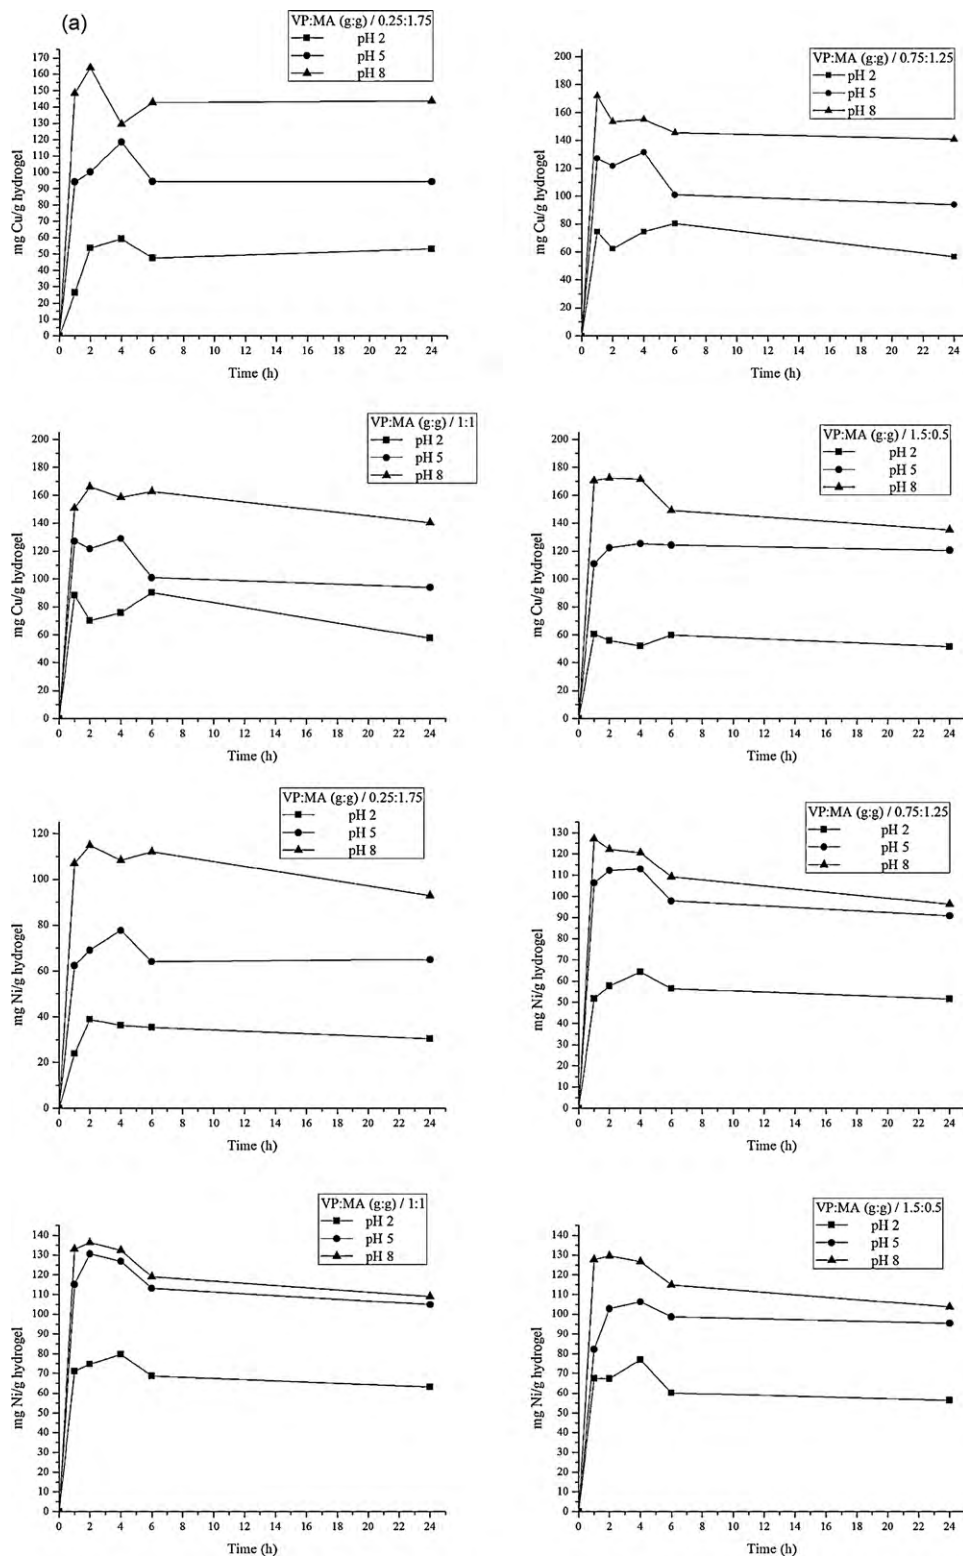 (a)
VP:MA (g:g) / 0.25:1.75
pH 2
pH 5
pH 8
170
160
150
140
130
120
110
100
90
80
70
60
50
40
30
20
10
0
mg Cu/g hydrogel
0 2 4 6 8 10 12 14 16 18 20 22 24
Time (h)
VP:MA (g:g) / 0.75:1.25
pH 2
pH 5
pH 8
200
180
160
140
120
100
80
60
40
20
0
mg Cu/g hydrogel
0 2 4 6 8 10 12 14 16 18 20 22 24
Time (h)
VP:MA (g:g) / 1:1
pH 2
pH 5
pH 8
200
180
160
140
120
100
80
60
40
20
0
mg Cu/g hydrogel
0 2 4 6 8 10 12 14 16 18 20 22 24
Time (h)
VP:MA (g:g) / 1.5:0.5
pH 2
pH 5
pH 8
200
180
160
140
120
100
80
60
40
20
0
mg Cu/g hydrogel
0 2 4 6 8 10 12 14 16 18 20 22 24
Time (h)
VP:MA (g:g) / 0.25:1.75
pH 2
pH 5
pH 8
120
100
80
60
40
20
0
mg Ni/g hydrogel
0 2 4 6 8 10 12 14 16 18 20 22 24
Time (h)
VP:MA (g:g) / 0.75:1.25
pH 2
pH 5
pH 8
130
120
110
100
90
80
70
60
50
40
30
20
10
0
mg Ni/g hydrogel
0 2 4 6 8 10 12 14 16 18 20 22 24
Time (h)
VP:MA (g:g) / 1:1
pH 2
pH 5
pH 8
140
130
120
110
100
90
80
70
60
50
40
30
20
10
0
mg Ni/g hydrogel
0 2 4 6 8 10 12 14 16 18 20 22 24
Time (h)
VP:MA (g:g) / 1.5:0.5
pH 2
pH 5
pH 8
140
130
120
110
100
90
80
70
60
50
40
30
20
10
0
mg Ni/g hydrogel
0 2 4 6 8 10 12 14 16 18 20 22 24
Time (h)